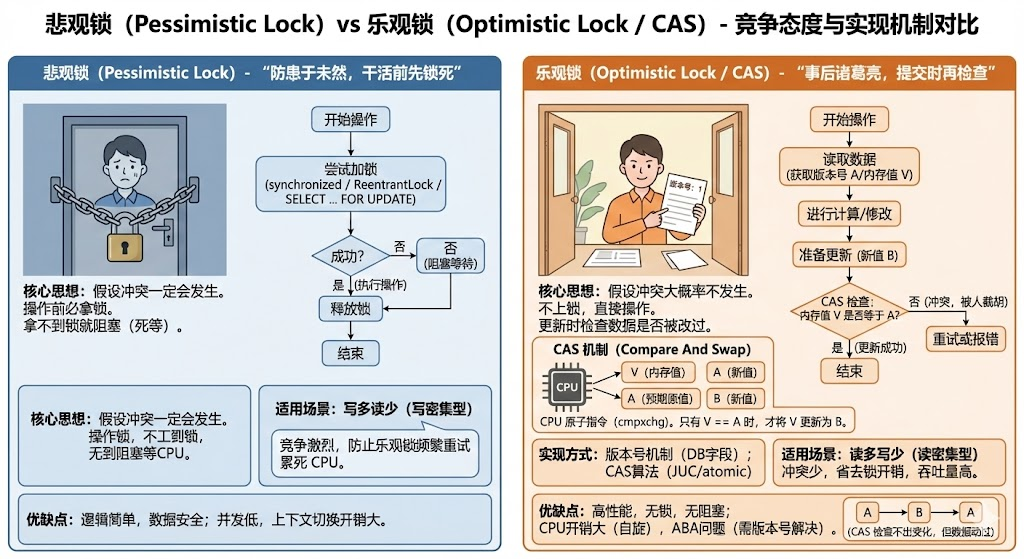 悲观锁（Pessimistic Lock）vs 乐观锁（Optimistic Lock / CAS）- 竞争态度与实现机制对比
悲观锁（Pessimistic Lock）- “防患于未然，干活前先锁死”
开始操作
尝试加锁
(synchronized / ReentrantLock /
SELECT ... FOR UPDATE)
成功?
否
否
(阻塞等待)
是
(执行操作)
释放锁
结束
核心思想：假设冲突一定会发生。
操作前必拿锁。
拿不到锁就阻塞（死等）。
核心思想：假设冲突一定会发生。
操作锁，不工到锁，
无到阻塞等CPU。
适用场景：写多读少（写密集型）
竞争激烈，防止乐观锁频繁重试
累死 CPU。
优缺点：逻辑简单，数据安全；并发低，上下文切换开销大。
乐观锁（Optimistic Lock / CAS）- “事后诸葛亮，提交时再检查”
版本号：1
开始操作
读取数据
(获取版本号 A/内存值 V)
进行计算/修改
准备更新 (新值 B)
CAS 检查:
内存值 V 是否等于 A?
否 (冲突，被人截胡)
重试或报错
是
(更新成功)
结束
核心思想：假设冲突大概率不发生。
不上锁，直接操作。
更新时检查数据是否被改过。
CAS 机制（Compare And Swap）
CPU
V（内存值）
A（新值）
A（预期原值）
B（新值）
CPU 原子指令（cmpxchg）。只有 V == A 时，才将 V 更新为 B。
实现方式：版本号机制（DB字段）；
CAS算法（JUC/atomic）
适用场景：读多写少（读密集型）
冲突少，省去锁开销，吞吐量高。
优缺点：高性能，无锁，无阻塞；
CPU开销大（自旋），ABA问题（需版本号解决）。
A
B
A
(CAS 检查不出变化，但数据动过)